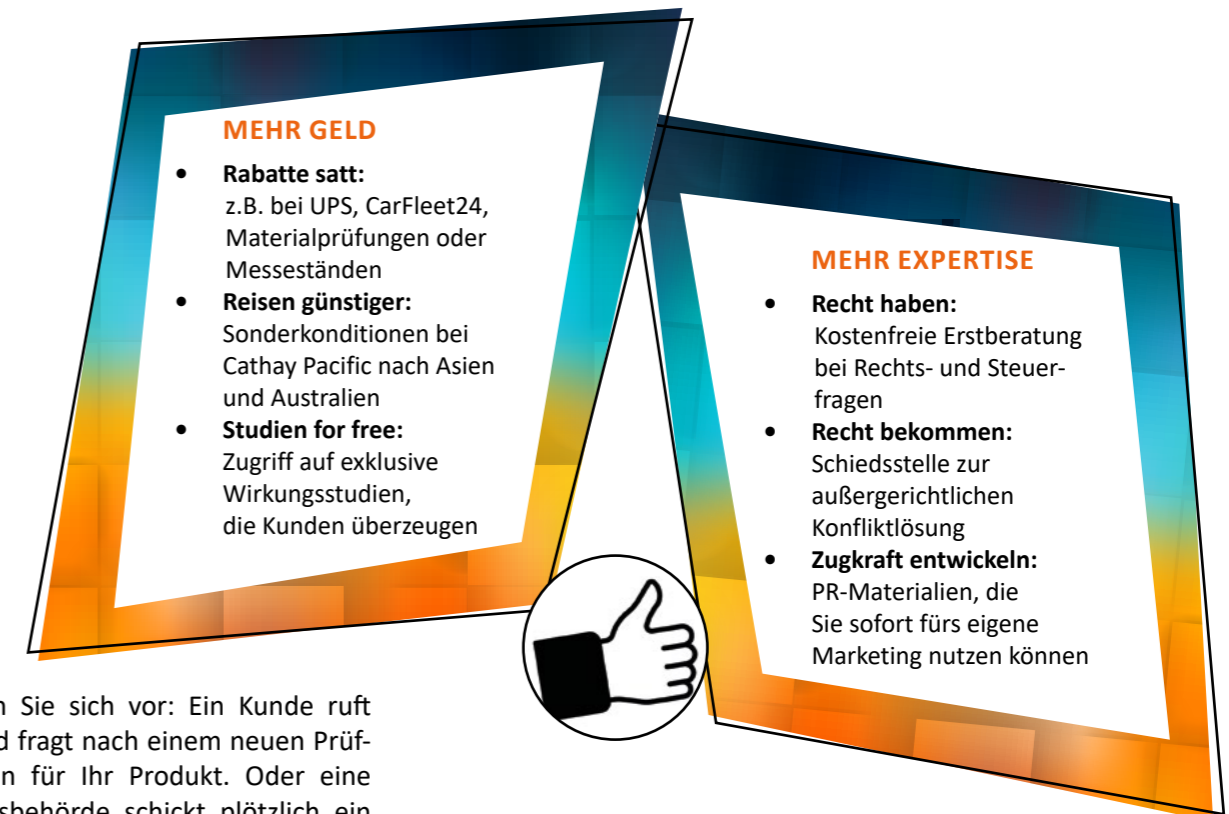 MEHR GELD
• Rabatte satt:
z.B. bei UPS, CarFleet24,
Materialprüfungen oder
Messeständen
• Reisen günstiger:
Sonderkonditionen bei
Cathay Pacific nach Asien
und Australien
• Studien for free:
Zugriff auf exklusive
Wirkungsstudien,
die Kunden überzeugen
MEHR EXPERTISE
• Recht haben:
Kostenfreie Erstberatung
bei Rechts- und Steuer-
fragen
• Recht bekommen:
Schiedsstelle zur
außergerichtlichen
Konfliktlösung
• Zugkraft entwickeln:
PR-Materialien, die
Sie sofort fürs eigene
Marketing nutzen können
Sie sich vor: Ein Kunde ruft
fragt nach einem neuen Prüf-
für Ihr Produkt. Oder eine
schickt plötzlich ein